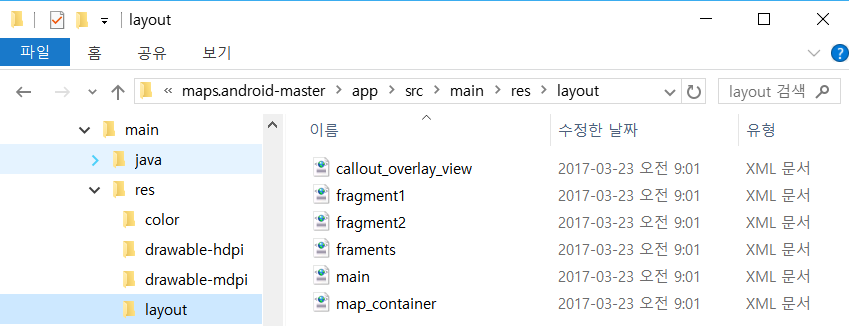 layout
파일 홈 공유 보기
« maps.android-master > app > src > main > res > layout layout 검색
main
java
res
color
drawable-hdpi
drawable-mdpi
layout
이름 수정한 날짜 유형
callout_overlay_view 2017-03-23 오전 9:01 XML 문서
fragment1 2017-03-23 오전 9:01 XML 문서
fragment2 2017-03-23 오전 9:01 XML 문서
framents 2017-03-23 오전 9:01 XML 문서
main 2017-03-23 오전 9:01 XML 문서
map_container 2017-03-23 오전 9:01 XML 문서